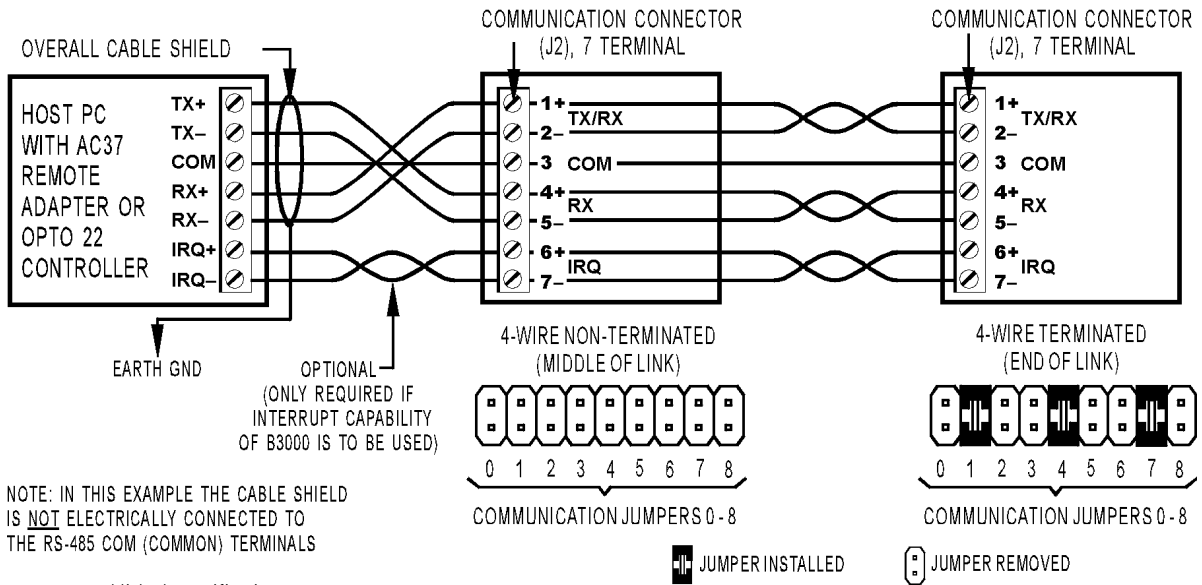 OVERALL CABLE SHIELD
COMMUNICATION CONNECTOR
(J2), 7 TERMINAL
COMMUNICATION CONNECTOR
(J2), 7 TERMINAL
HOST PC
WITH AC37
REMOTE
ADAPTER OR
OPTO 22
CONTROLLER
TX+
TX–
COM
RX+
RX–
IRQ+
IRQ–
1+
TX/RX
2–
3 COM
4+
RX
5–
6+
IRQ
7–
1+
TX/RX
2–
3 COM
4+
RX
5–
6+
IRQ
7–
EARTH GND
OPTIONAL
(ONLY REQUIRED IF
INTERRUPT CAPABILITY
OF B3000 IS TO BE USED)
4-WIRE NON-TERMINATED
(MIDDLE OF LINK)
0 1 2 3 4 5 6 7 8
COMMUNICATION JUMPERS 0 - 8
4-WIRE TERMINATED
(END OF LINK)
0 1 2 3 4 5 6 7 8
COMMUNICATION JUMPERS 0 - 8
NOTE: IN THIS EXAMPLE THE CABLE SHIELD
IS NOT ELECTRICALLY CONNECTED TO
THE RS-485 COM (COMMON) TERMINALS
JUMPER INSTALLED
JUMPER REMOVED